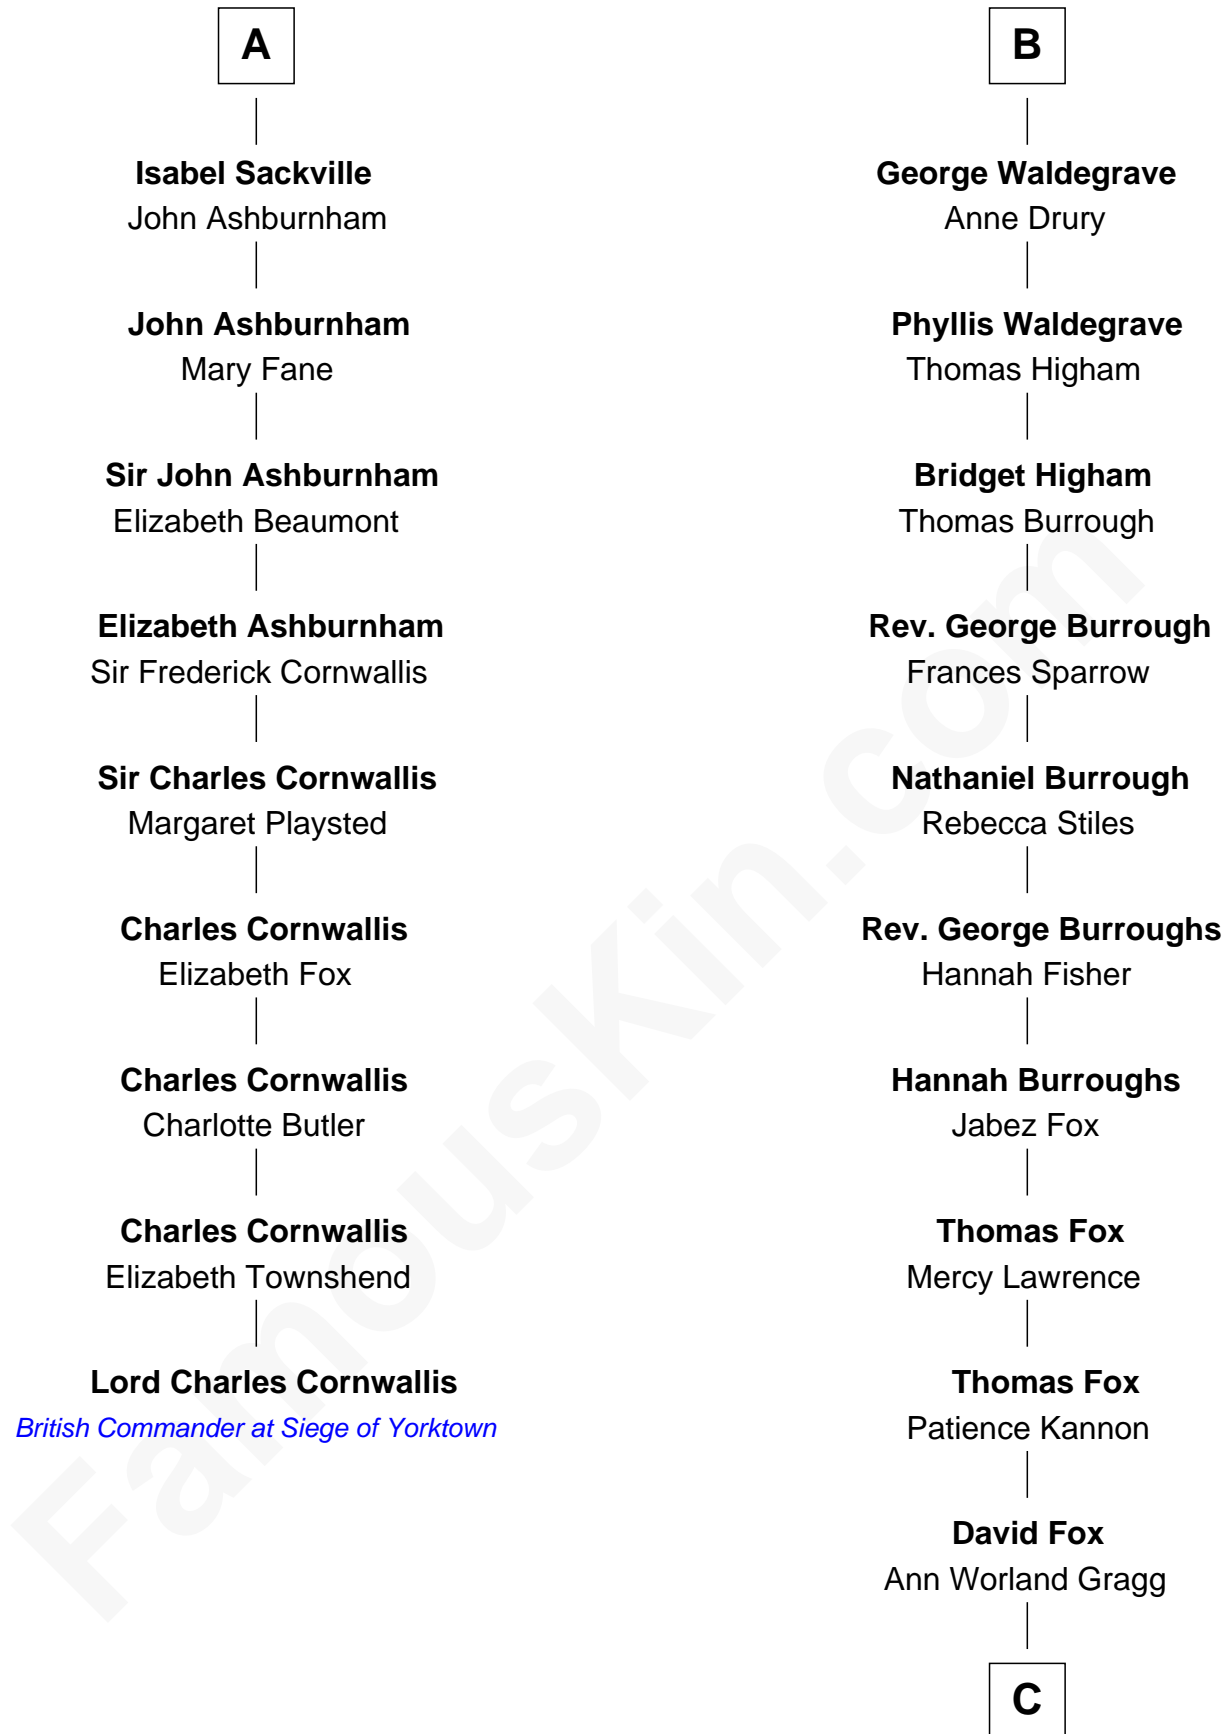 A
Isabel Sackville
John Ashburnham
John Ashburnham
Mary Fane
Sir John Ashburnham
Elizabeth Beaumont
Elizabeth Ashburnham
Sir Frederick Cornwallis
Sir Charles Cornwallis
Margaret Playsted
Charles Cornwallis
Elizabeth Fox
Charles Cornwallis
Charlotte Butler
Charles Cornwallis
Elizabeth Townshend
Lord Charles Cornwallis
British Commander at Siege of Yorktown
B
George Waldegrave
Anne Drury
Phyllis Waldegrave
Thomas Higham
Bridget Higham
Thomas Burrough
Rev. George Burrough
Frances Sparrow
Nathaniel Burrough
Rebecca Stiles
Rev. George Burroughs
Hannah Fisher
Hannah Burroughs
Jabez Fox
Thomas Fox
Mercy Lawrence
Thomas Fox
Patience Kannon
David Fox
Ann Worland Gragg
C
FamousKin.com